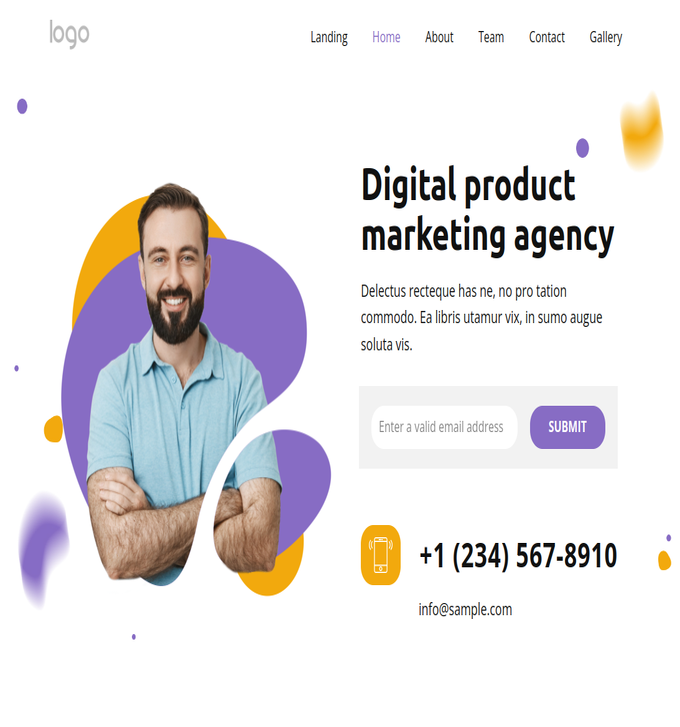 logo
Landing Home About Team Contact Gallery
Digital product
marketing agency
Delectus recteque has ne, no pro tation
commodo. Ea libris utamur vix, in sumo augue
soluta vis.
Enter a valid email address SUBMIT
+1 (234) 567-8910
info@sample.com